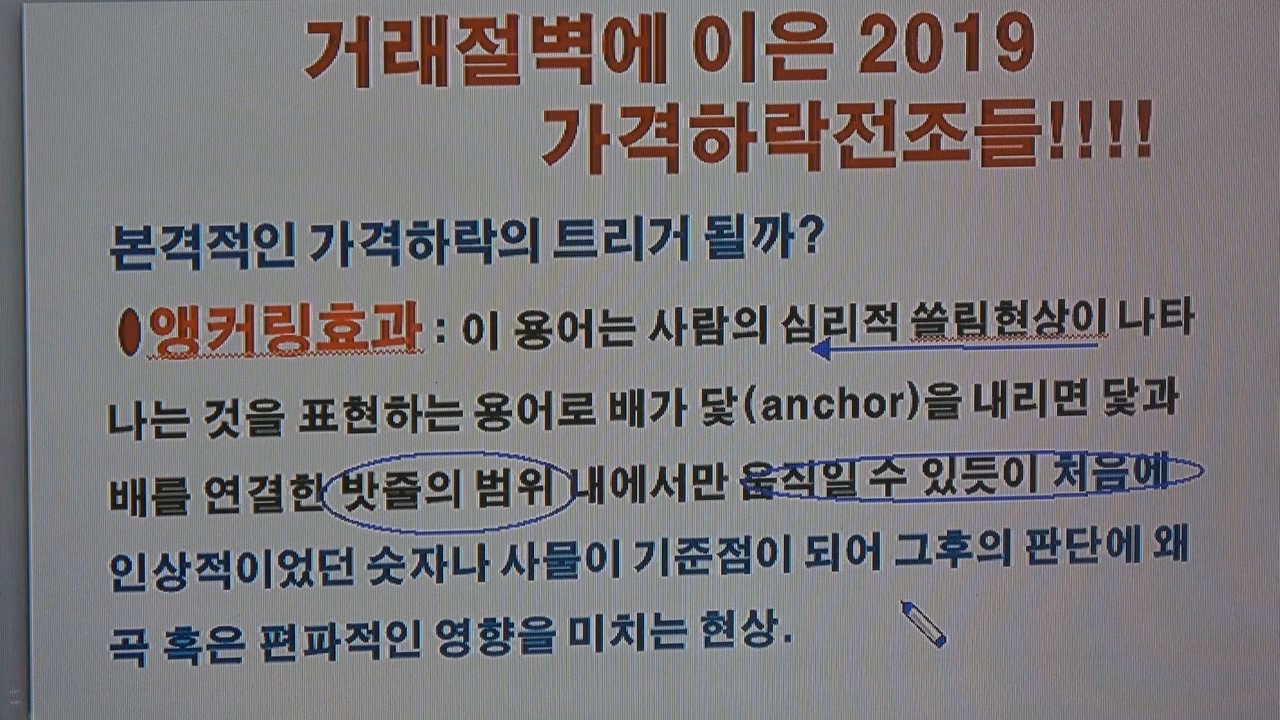 거래절벽에 이은 2019
가격하락전조들!!!!
본격적인 가격하락의 트리거 될까?
앵커링효과 : 이 용어는 사람의 심리적 쏠림현상이 나타
나는 것을 표현하는 용어로 배가 닻(anchor)을 내리면 닻과
배를 연결한 밧줄의 범위 내에서만 움직일 수 있듯이 처음에
인상적이었던 숫자나 사물이 기준점이 되어 그후의 판단에 왜
곡 혹은 편파적인 영향을 미치는 현상.